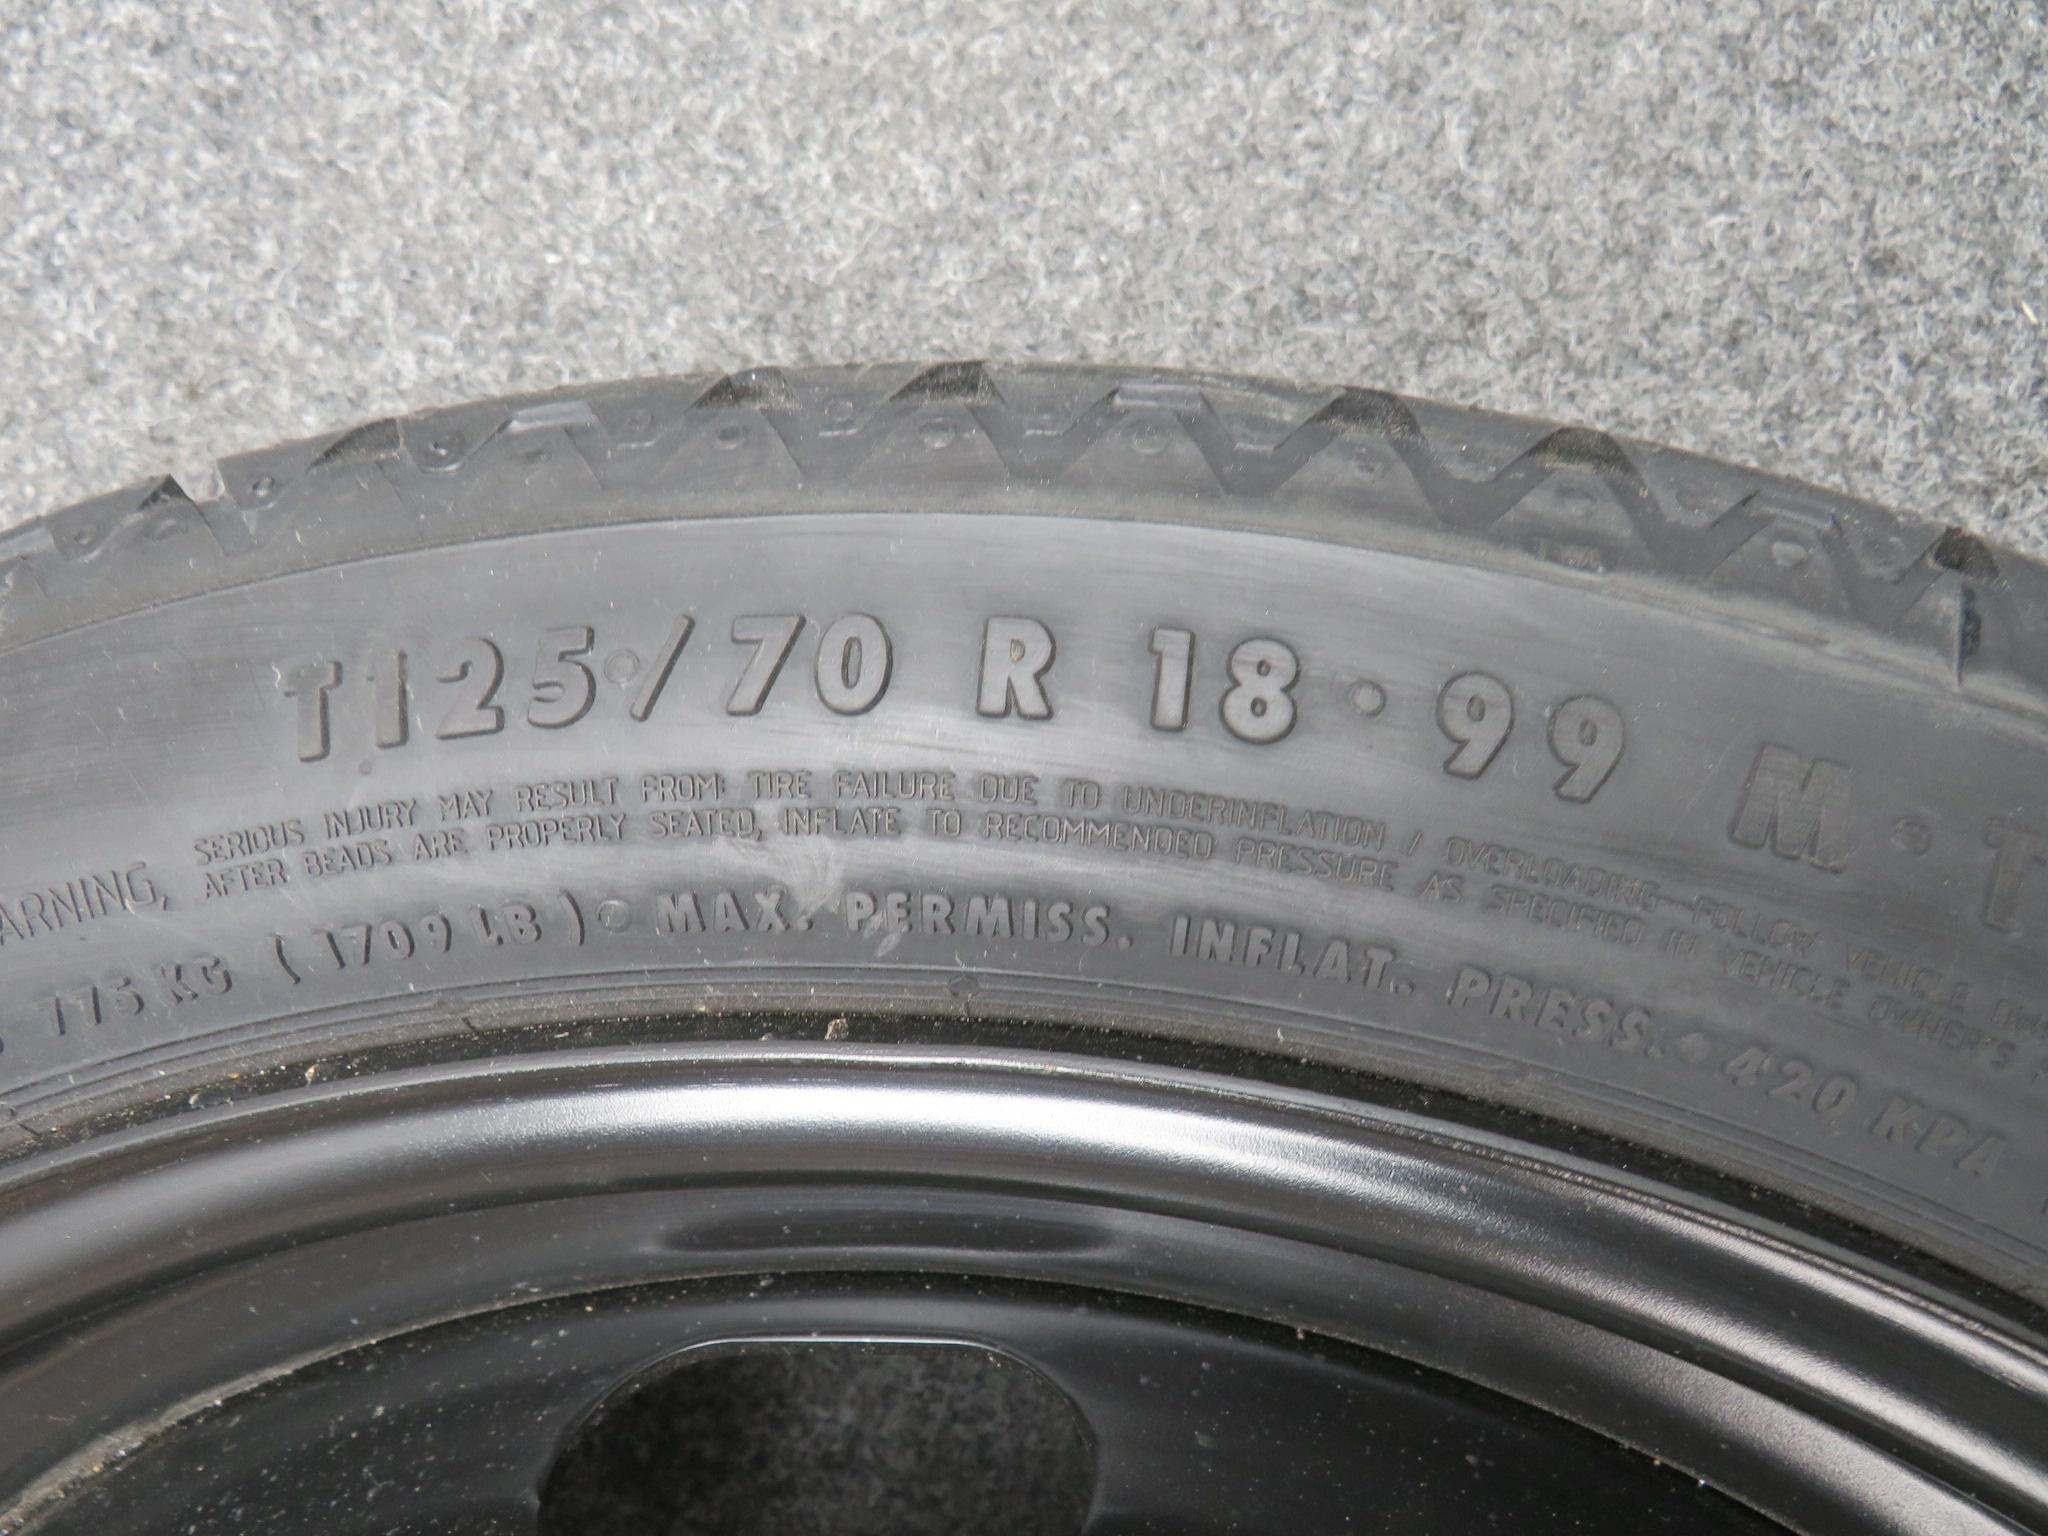 T125/70 R 18 · 99 M · T
SERIOUS INJURY MAY RESULT FROM: TIRE FAILURE DUE TO UNDERINFLATION / OVERLOADING—FOLLOW VEHICLE
ARNING, AFTER BEADS ARE PROPERLY SEATED, INFLATE TO RECOMMENDED PRESSURE AS SPECIFIED IN VEHICLE OWNER'S
775 KG (1709 LB) · MAX. PERMISS. INFLAT. PRESS. · 420 KPA
TWI